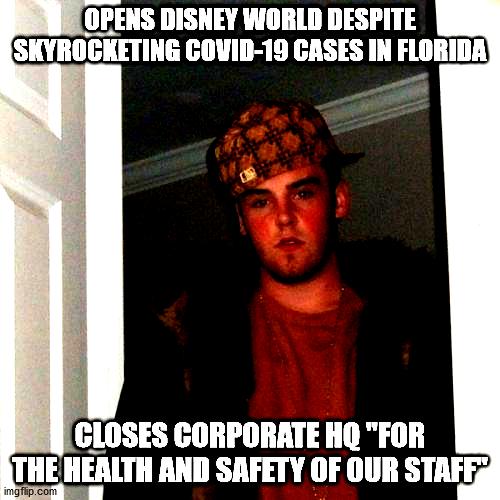 OPENS DISNEY WORLD DESPITE
SKYROCKETING COVID-19 CASES IN FLORIDA
CLOSES CORPORATE HQ "FOR
THE HEALTH AND SAFETY OF OUR STAFF"
imgflip.com